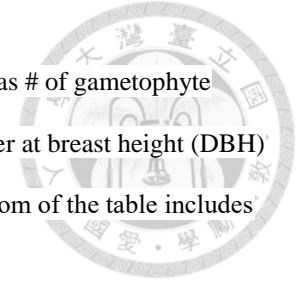 as # of gametophyte
er at breast height (DBH)
om of the table includes